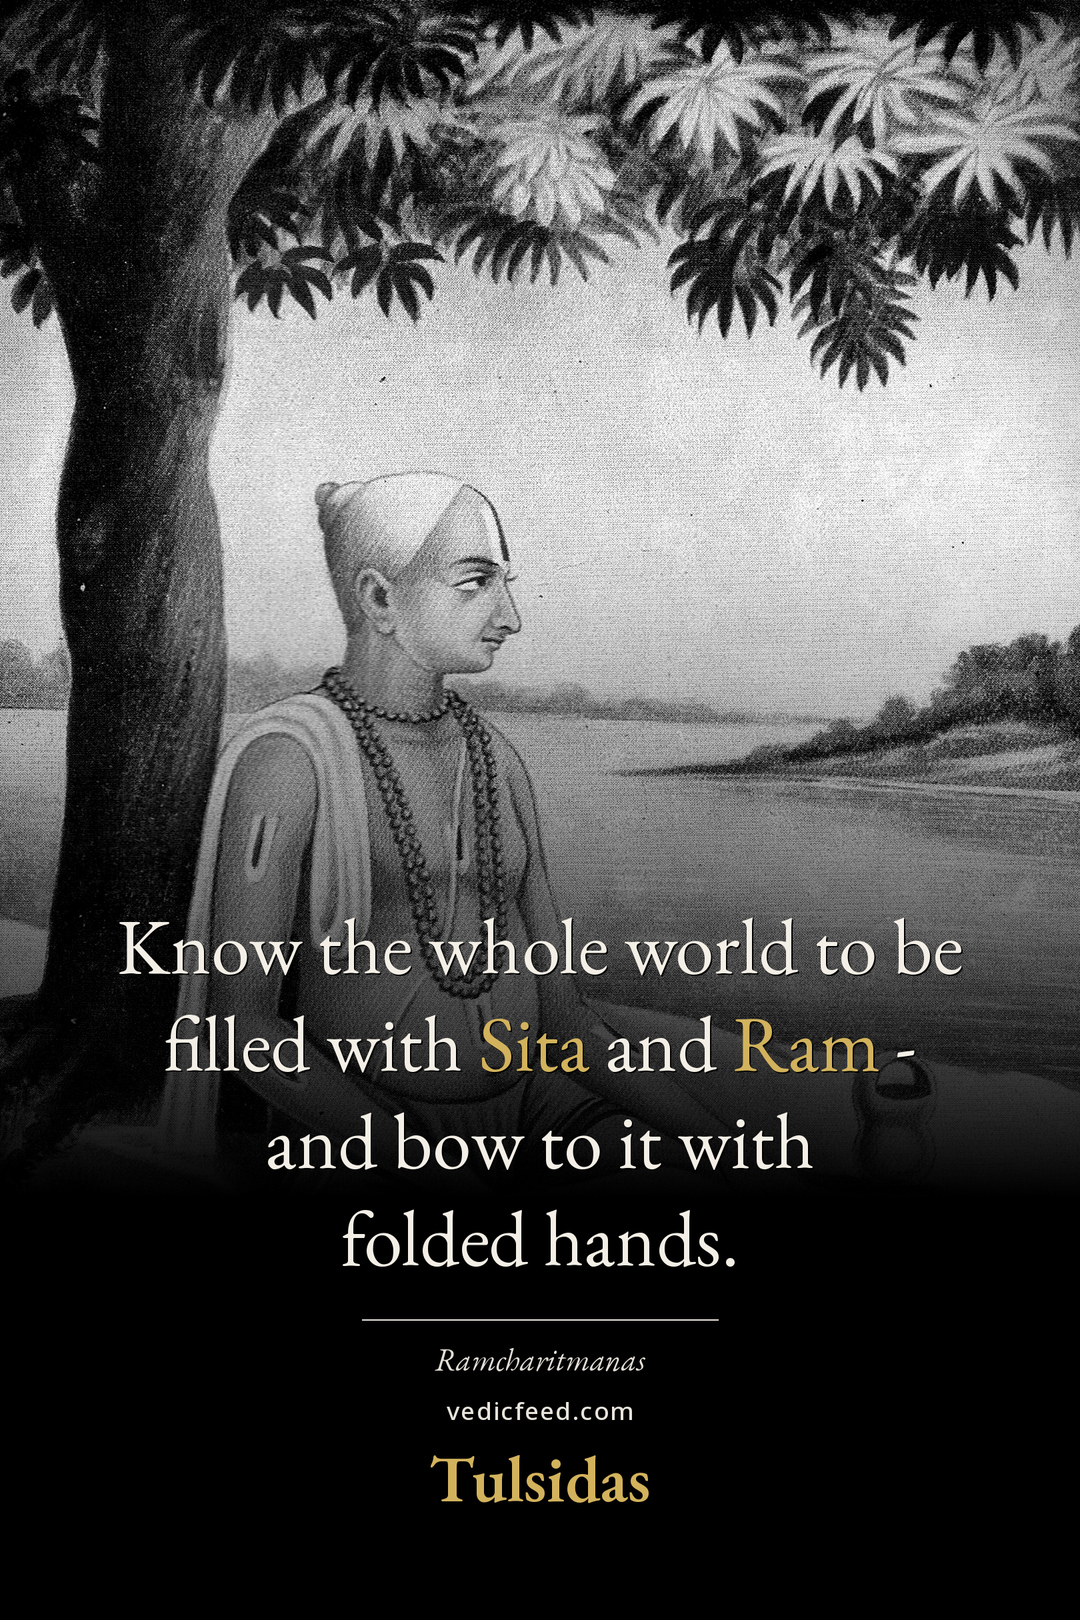 Know the whole world to be
filled with Sita and Ram -
and bow to it with
folded hands.
Ramcharitmanas
vedicfeed.com
Tulsidas